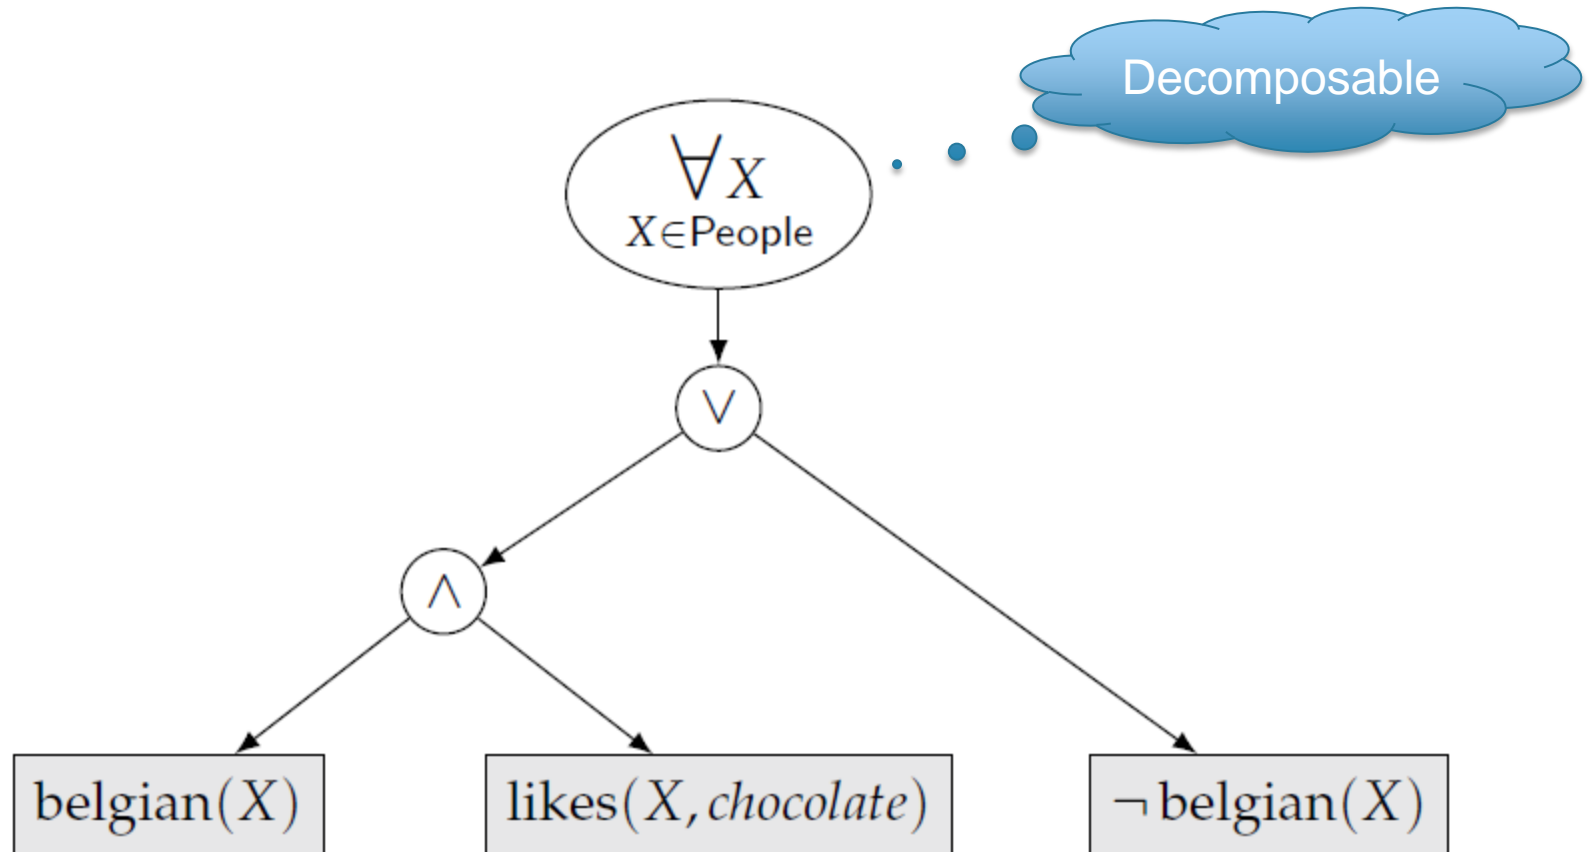 Decomposable
∀X
X∈People
∨
∧
belgian(X)
likes(X, chocolate)
¬ belgian(X)